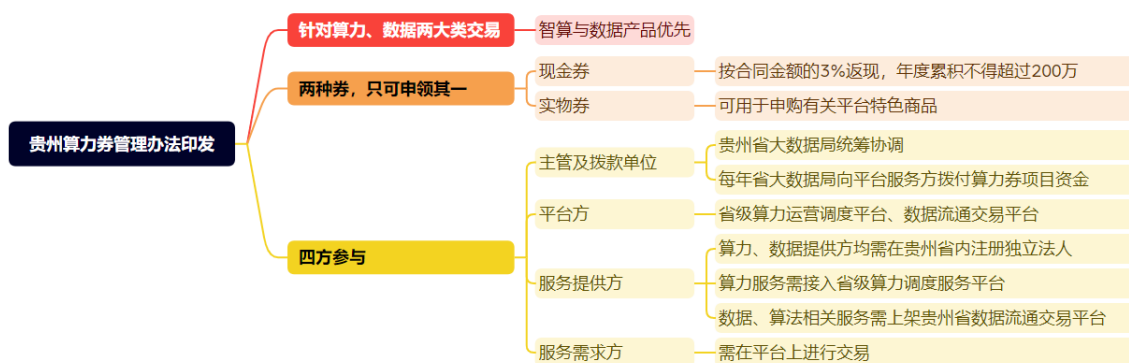 贵州算力券管理办法印发
针对算力、数据两大类交易
智算与数据产品优先
两种券，只可申领其一
现金券
按合同金额的3%返现，年度累积不得超过200万
实物券
可用于申购有关平台特色商品
四方参与
主管及拨款单位
贵州省大数据局统筹协调
每年省大数据局向平台服务方拨付算力券项目资金
平台方
省级算力运营调度平台、数据流通交易平台
服务提供方
算力、数据提供方均需在贵州省内注册独立法人
算力服务需接入省级算力调度服务平台
数据、算法相关服务需上架贵州省数据流通交易平台
服务需求方
需在平台上进行交易